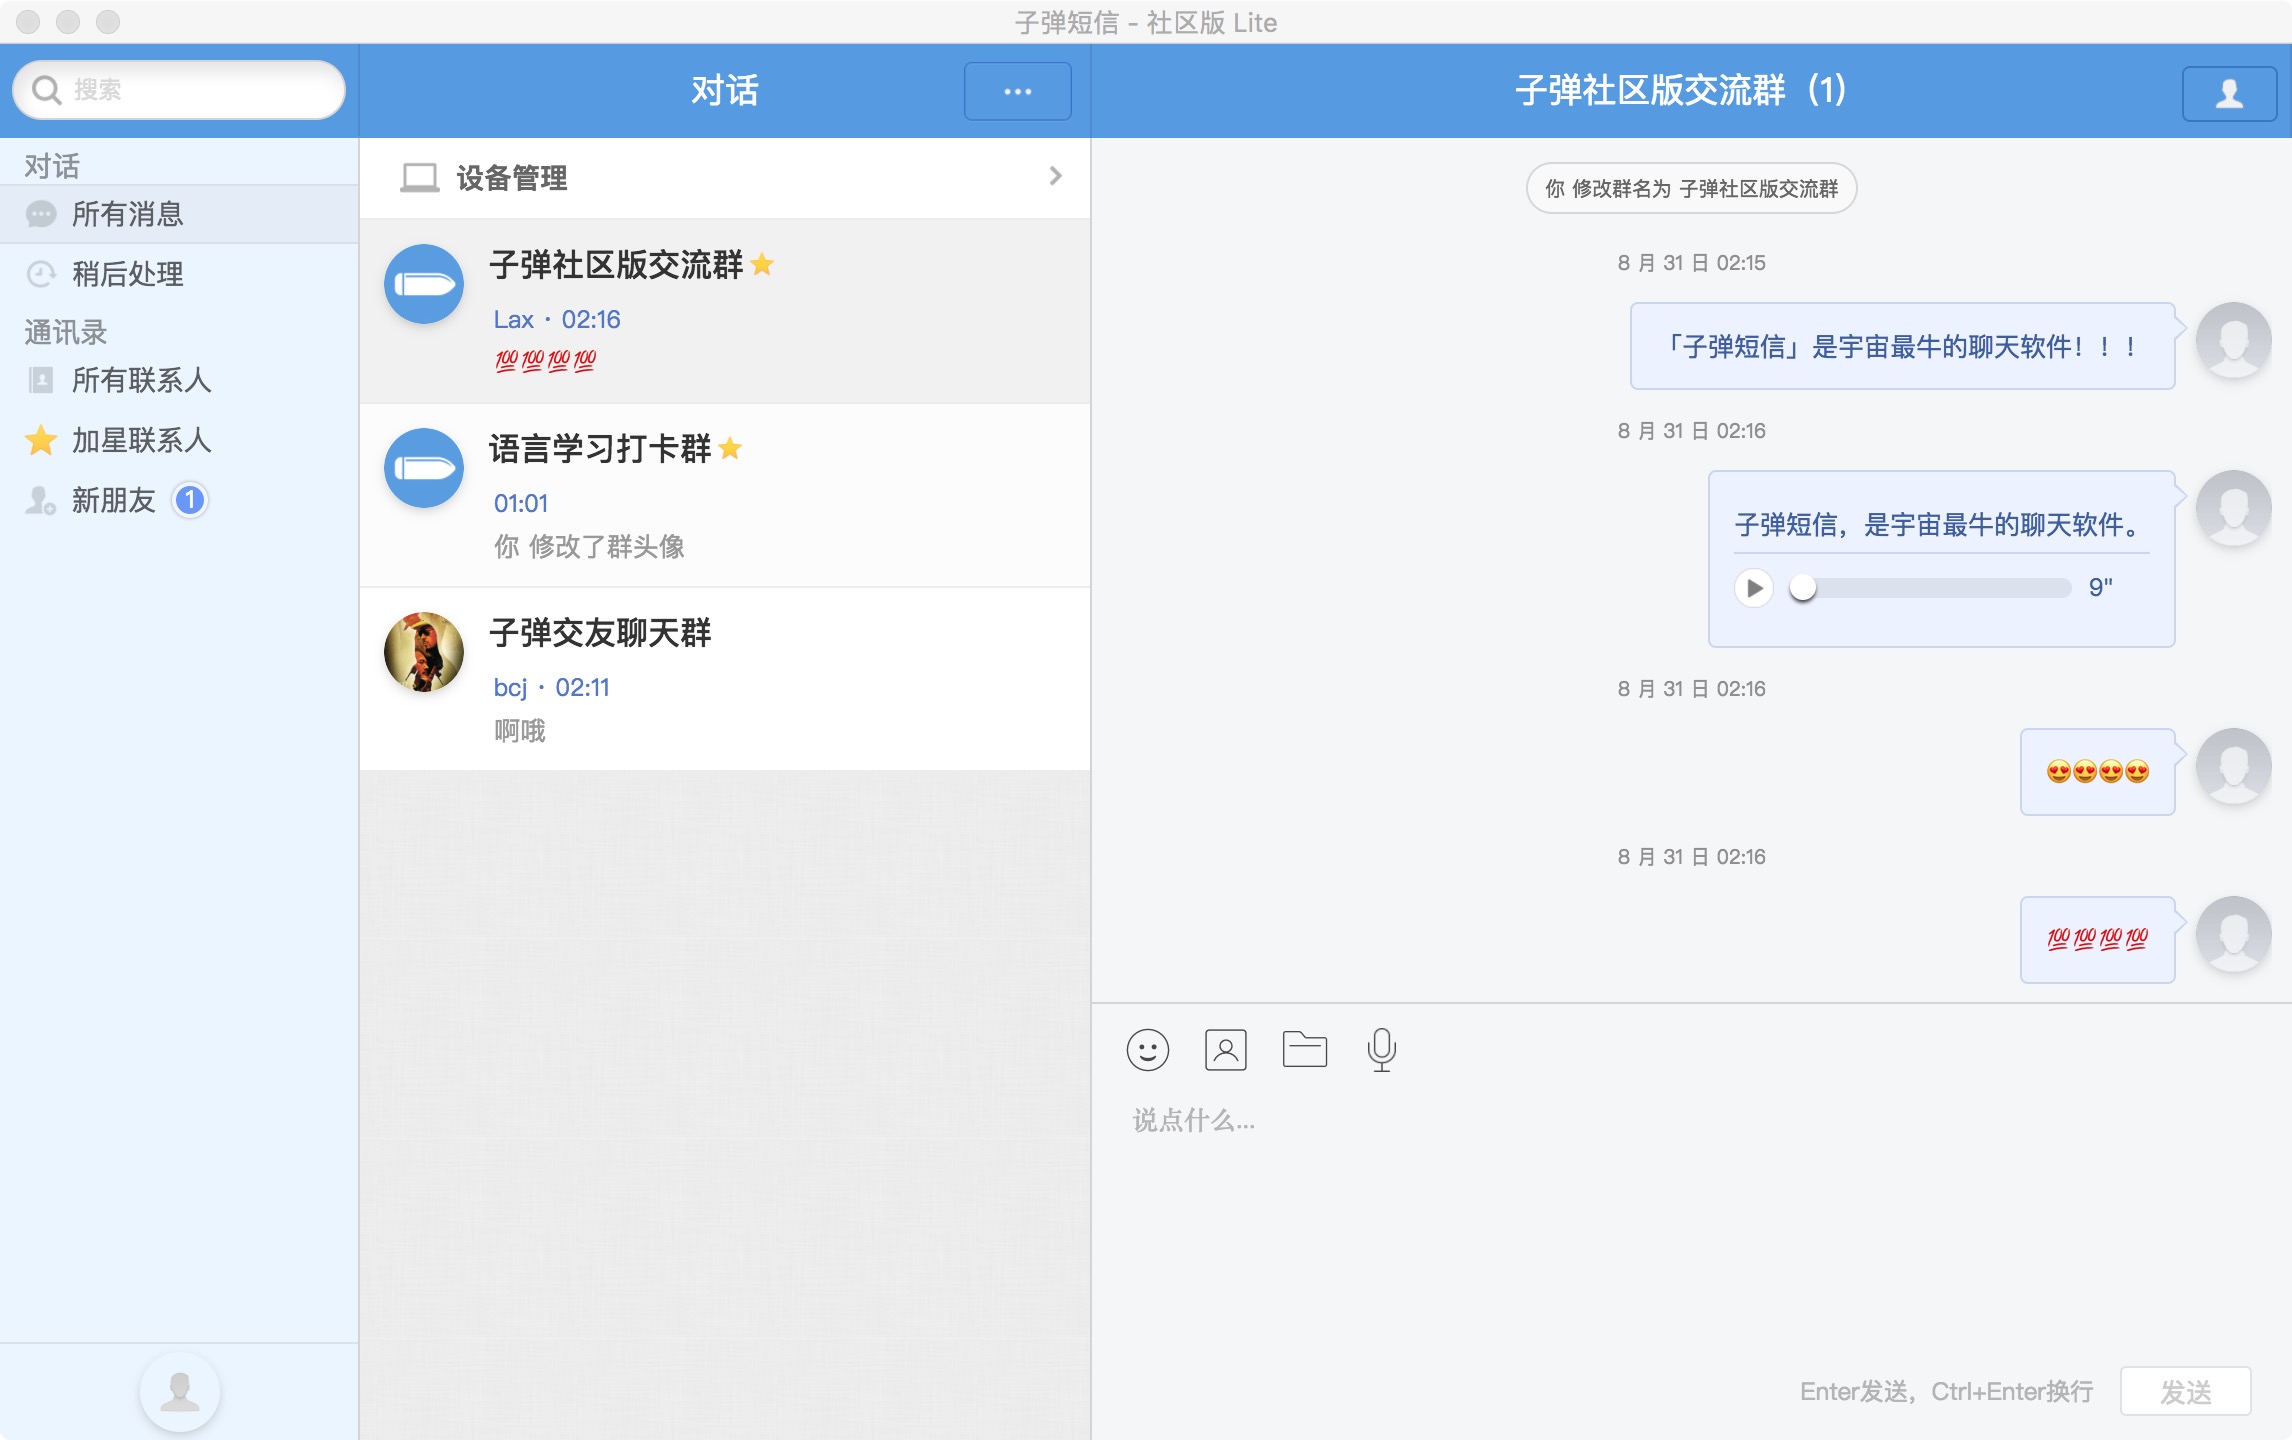 子弹短信 - 社区版 Lite
搜索
对话
所有消息
稍后处理
通讯录
所有联系人
加星联系人
新朋友 1
对话
设备管理
子弹社区版交流群⭐
Lax · 02:16
💯💯💯💯
语言学习打卡群⭐
01:01
你 修改了群头像
子弹交友聊天群
bcj · 02:11
啊哦
子弹社区版交流群（1）
你 修改群名为 子弹社区版交流群
8 月 31 日 02:15
「子弹短信」是宇宙最牛的聊天软件！！！
8 月 31 日 02:16
子弹短信，是宇宙最牛的聊天软件。
9"
8 月 31 日 02:16
😍😍😍😍
8 月 31 日 02:16
💯💯💯💯
说点什么...
Enter发送，Ctrl+Enter换行
发送